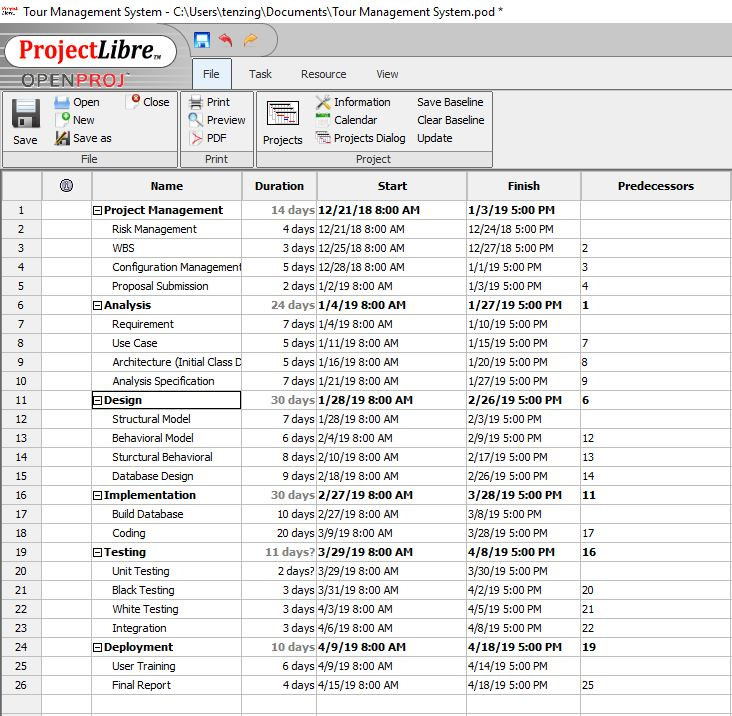 Tour Management System - C:\Users\tenzing\Documents\Tour Management System.pod *
ProjectLibre™
OPENPROJ
File Task Resource View
Save Open New Save as Close File
Print Preview PDF Print
Projects Information Calendar Projects Dialog Save Baseline Clear Baseline Update Project
Name Duration Start Finish Predecessors
1 Project Management 14 days 12/21/18 8:00 AM 1/3/19 5:00 PM
2 Risk Management 4 days 12/21/18 8:00 AM 12/24/18 5:00 PM
3 WBS 3 days 12/25/18 8:00 AM 12/27/18 5:00 PM 2
4 Configuration Management 5 days 12/28/18 8:00 AM 1/1/19 5:00 PM 3
5 Proposal Submission 2 days 1/2/19 8:00 AM 1/3/19 5:00 PM 4
6 Analysis 24 days 1/4/19 8:00 AM 1/27/19 5:00 PM 1
7 Requirement 7 days 1/4/19 8:00 AM 1/10/19 5:00 PM
8 Use Case 5 days 1/11/19 8:00 AM 1/15/19 5:00 PM 7
9 Architecture (Initial Class D 5 days 1/16/19 8:00 AM 1/20/19 5:00 PM 8
10 Analysis Specification 7 days 1/21/19 8:00 AM 1/27/19 5:00 PM 9
11 Design 30 days 1/28/19 8:00 AM 2/26/19 5:00 PM 6
12 Structural Model 7 days 1/28/19 8:00 AM 2/3/19 5:00 PM
13 Behavioral Model 6 days 2/4/19 8:00 AM 2/9/19 5:00 PM 12
14 Sturctural Behavioral 8 days 2/10/19 8:00 AM 2/17/19 5:00 PM 13
15 Database Design 9 days 2/18/19 8:00 AM 2/26/19 5:00 PM 14
16 Implementation 30 days 2/27/19 8:00 AM 3/28/19 5:00 PM 11
17 Build Database 10 days 2/27/19 8:00 AM 3/8/19 5:00 PM
18 Coding 20 days 3/9/19 8:00 AM 3/28/19 5:00 PM 17
19 Testing 11 days? 3/29/19 8:00 AM 4/8/19 5:00 PM 16
20 Unit Testing 2 days? 3/29/19 8:00 AM 3/30/19 5:00 PM
21 Black Testing 3 days 3/31/19 8:00 AM 4/2/19 5:00 PM 20
22 White Testing 3 days 4/3/19 8:00 AM 4/5/19 5:00 PM 21
23 Integration 3 days 4/6/19 8:00 AM 4/8/19 5:00 PM 22
24 Deployment 10 days 4/9/19 8:00 AM 4/18/19 5:00 PM 19
25 User Training 6 days 4/9/19 8:00 AM 4/14/19 5:00 PM
26 Final Report 4 days 4/15/19 8:00 AM 4/18/19 5:00 PM 25